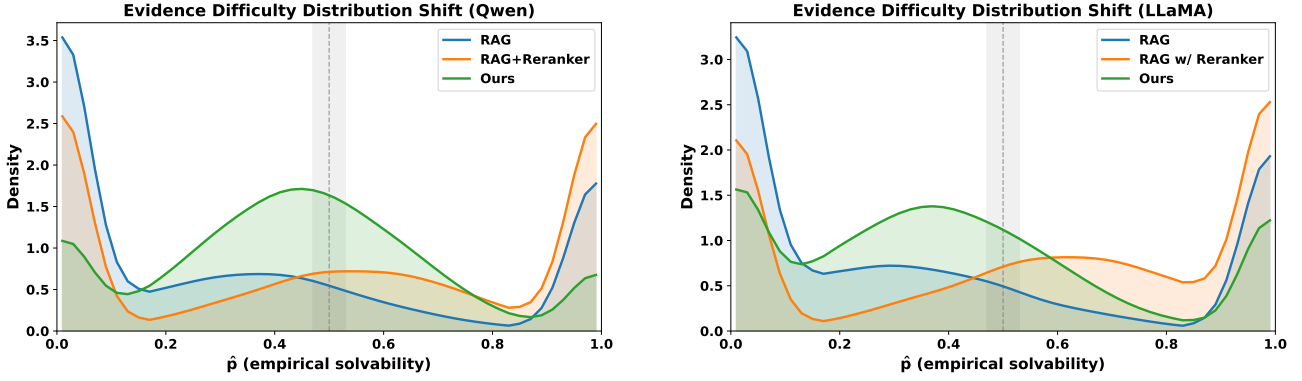 Evidence Difficulty Distribution Shift (Qwen)
3.5
3.0
2.5
2.0
1.5
1.0
0.5
0.0
Density
RAG
RAG+Reranker
Ours
0.0 0.2 0.4 0.6 0.8 1.0
p̂ (empirical solvability)
Evidence Difficulty Distribution Shift (LLaMA)
3.0
2.5
2.0
1.5
1.0
0.5
0.0
Density
RAG
RAG w/ Reranker
Ours
0.0 0.2 0.4 0.6 0.8 1.0
p̂ (empirical solvability)